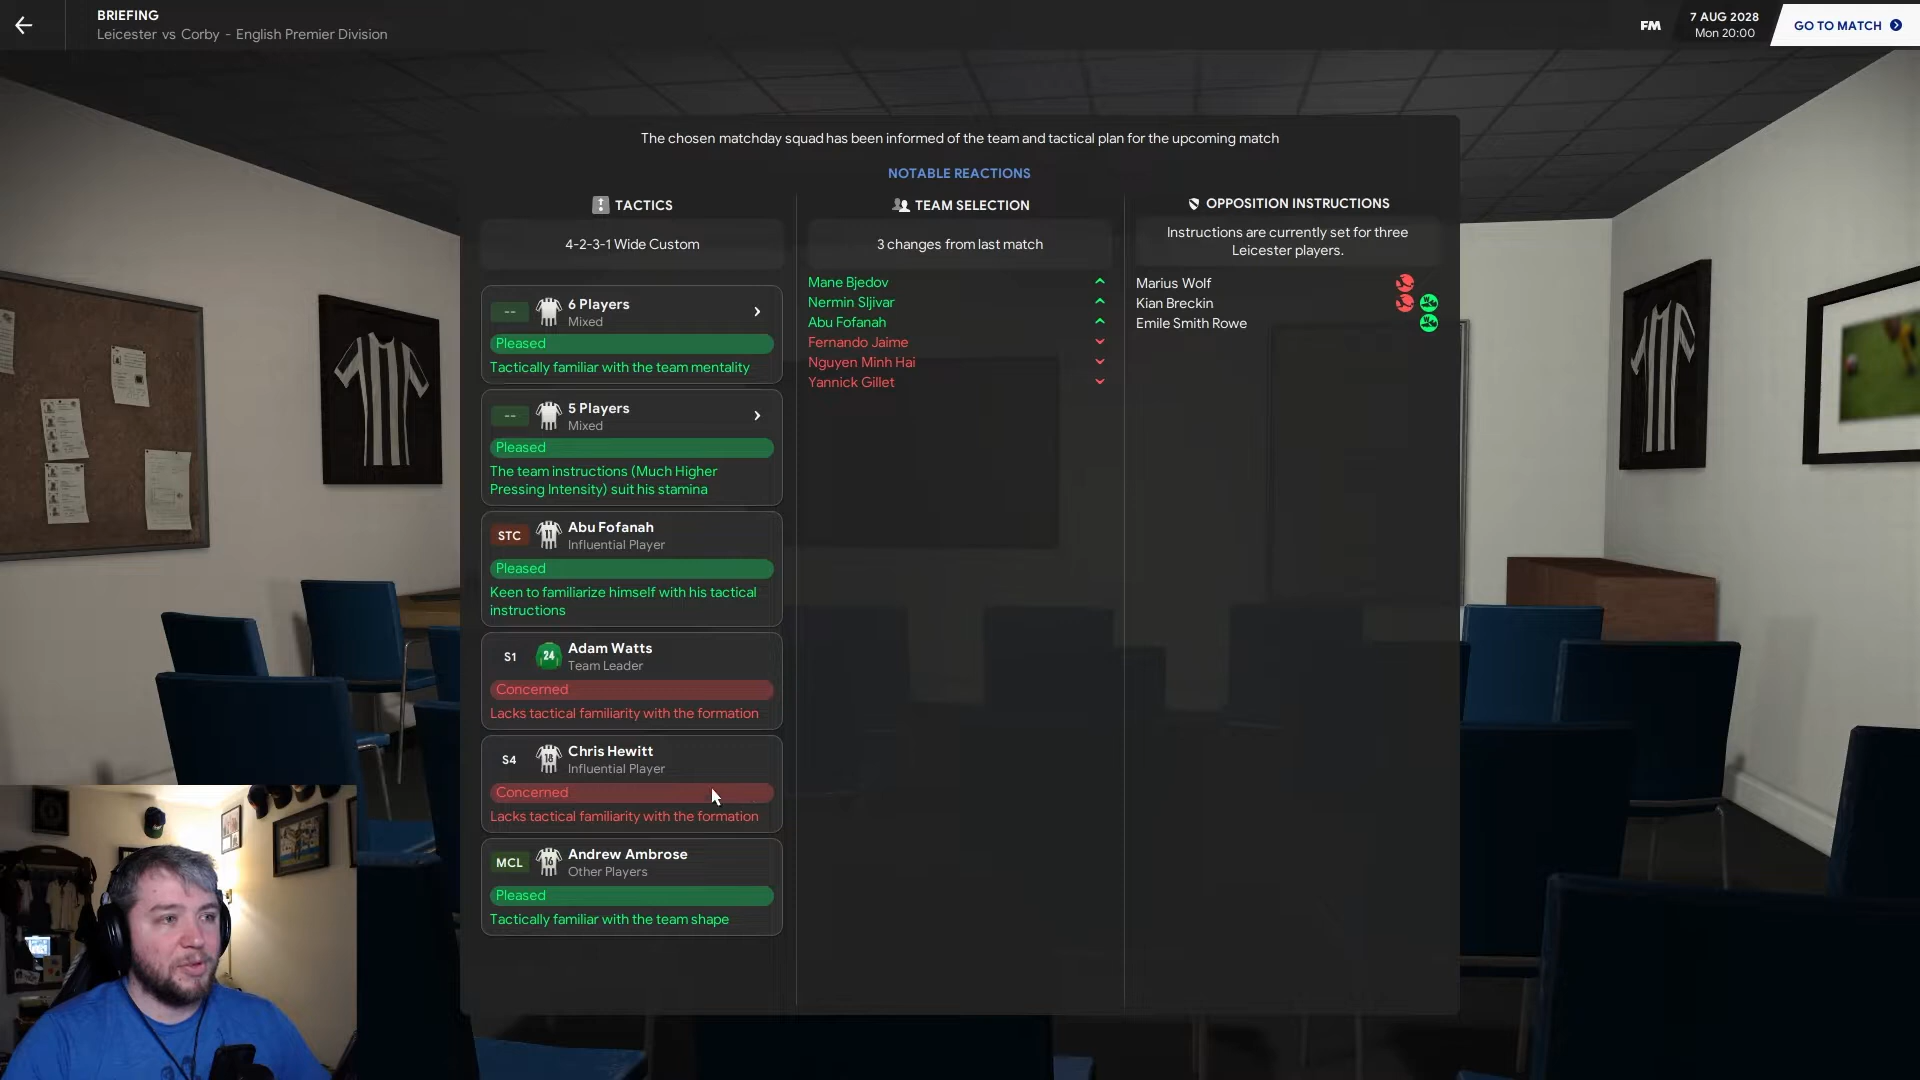 BRIEFING
Leicester vs Corby - English Premier Division
FM
7 AUG 2028
Mon 20:00
GO TO MATCH
The chosen matchday squad has been informed of the team and tactical plan for the upcoming match
NOTABLE REACTIONS
TACTICS
4-2-3-1 Wide Custom
-- 6 Players
Mixed
Pleased
Tactically familiar with the team mentality
-- 5 Players
Mixed
Pleased
The team instructions (Much Higher
Pressing Intensity) suit his stamina
STC 11 Abu Fofanah
Influential Player
Pleased
Keen to familiarize himself with his tactical
instructions
S1 24 Adam Watts
Team Leader
Concerned
Lacks tactical familiarity with the formation
S4 Chris Hewitt
Influential Player
Concerned
Lacks tactical familiarity with the formation
MCL 16 Andrew Ambrose
Other Players
Pleased
Tactically familiar with the team shape
TEAM SELECTION
3 changes from last match
Mane Bjedov
Nermin Sljivar
Abu Fofanah
Fernando Jaime
Nguyen Minh Hai
Yannick Gillet
OPPOSITION INSTRUCTIONS
Instructions are currently set for three
Leicester players.
Marius Wolf
Kian Breckin
Emile Smith Rowe